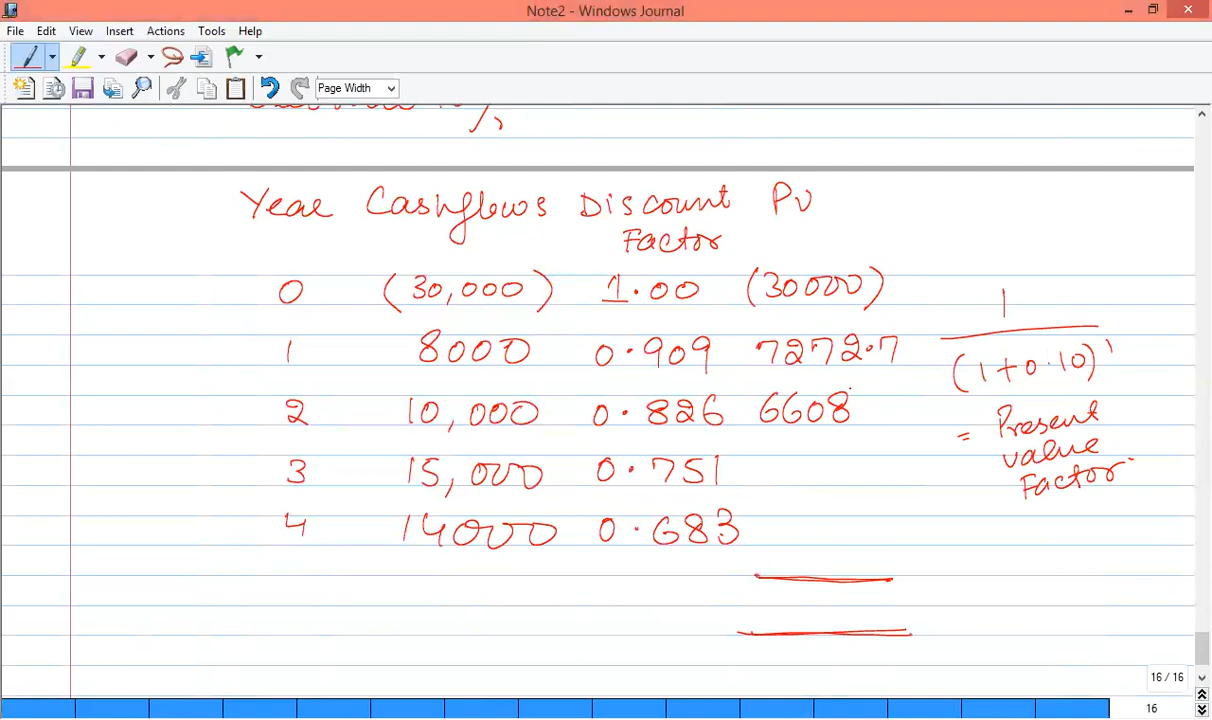 Note2 - Windows Journal
File Edit View Insert Actions Tools Help
Page Width
Year Cashflows Discount Factor Pv
0 (30,000) 1.00 (30000)
1 8000 0.909 7272.7
2 10,000 0.826 6608
3 15,000 0.751
4 14000 0.683
1
(1+0.10)¹
= Present
value
Factor
16 / 16
16